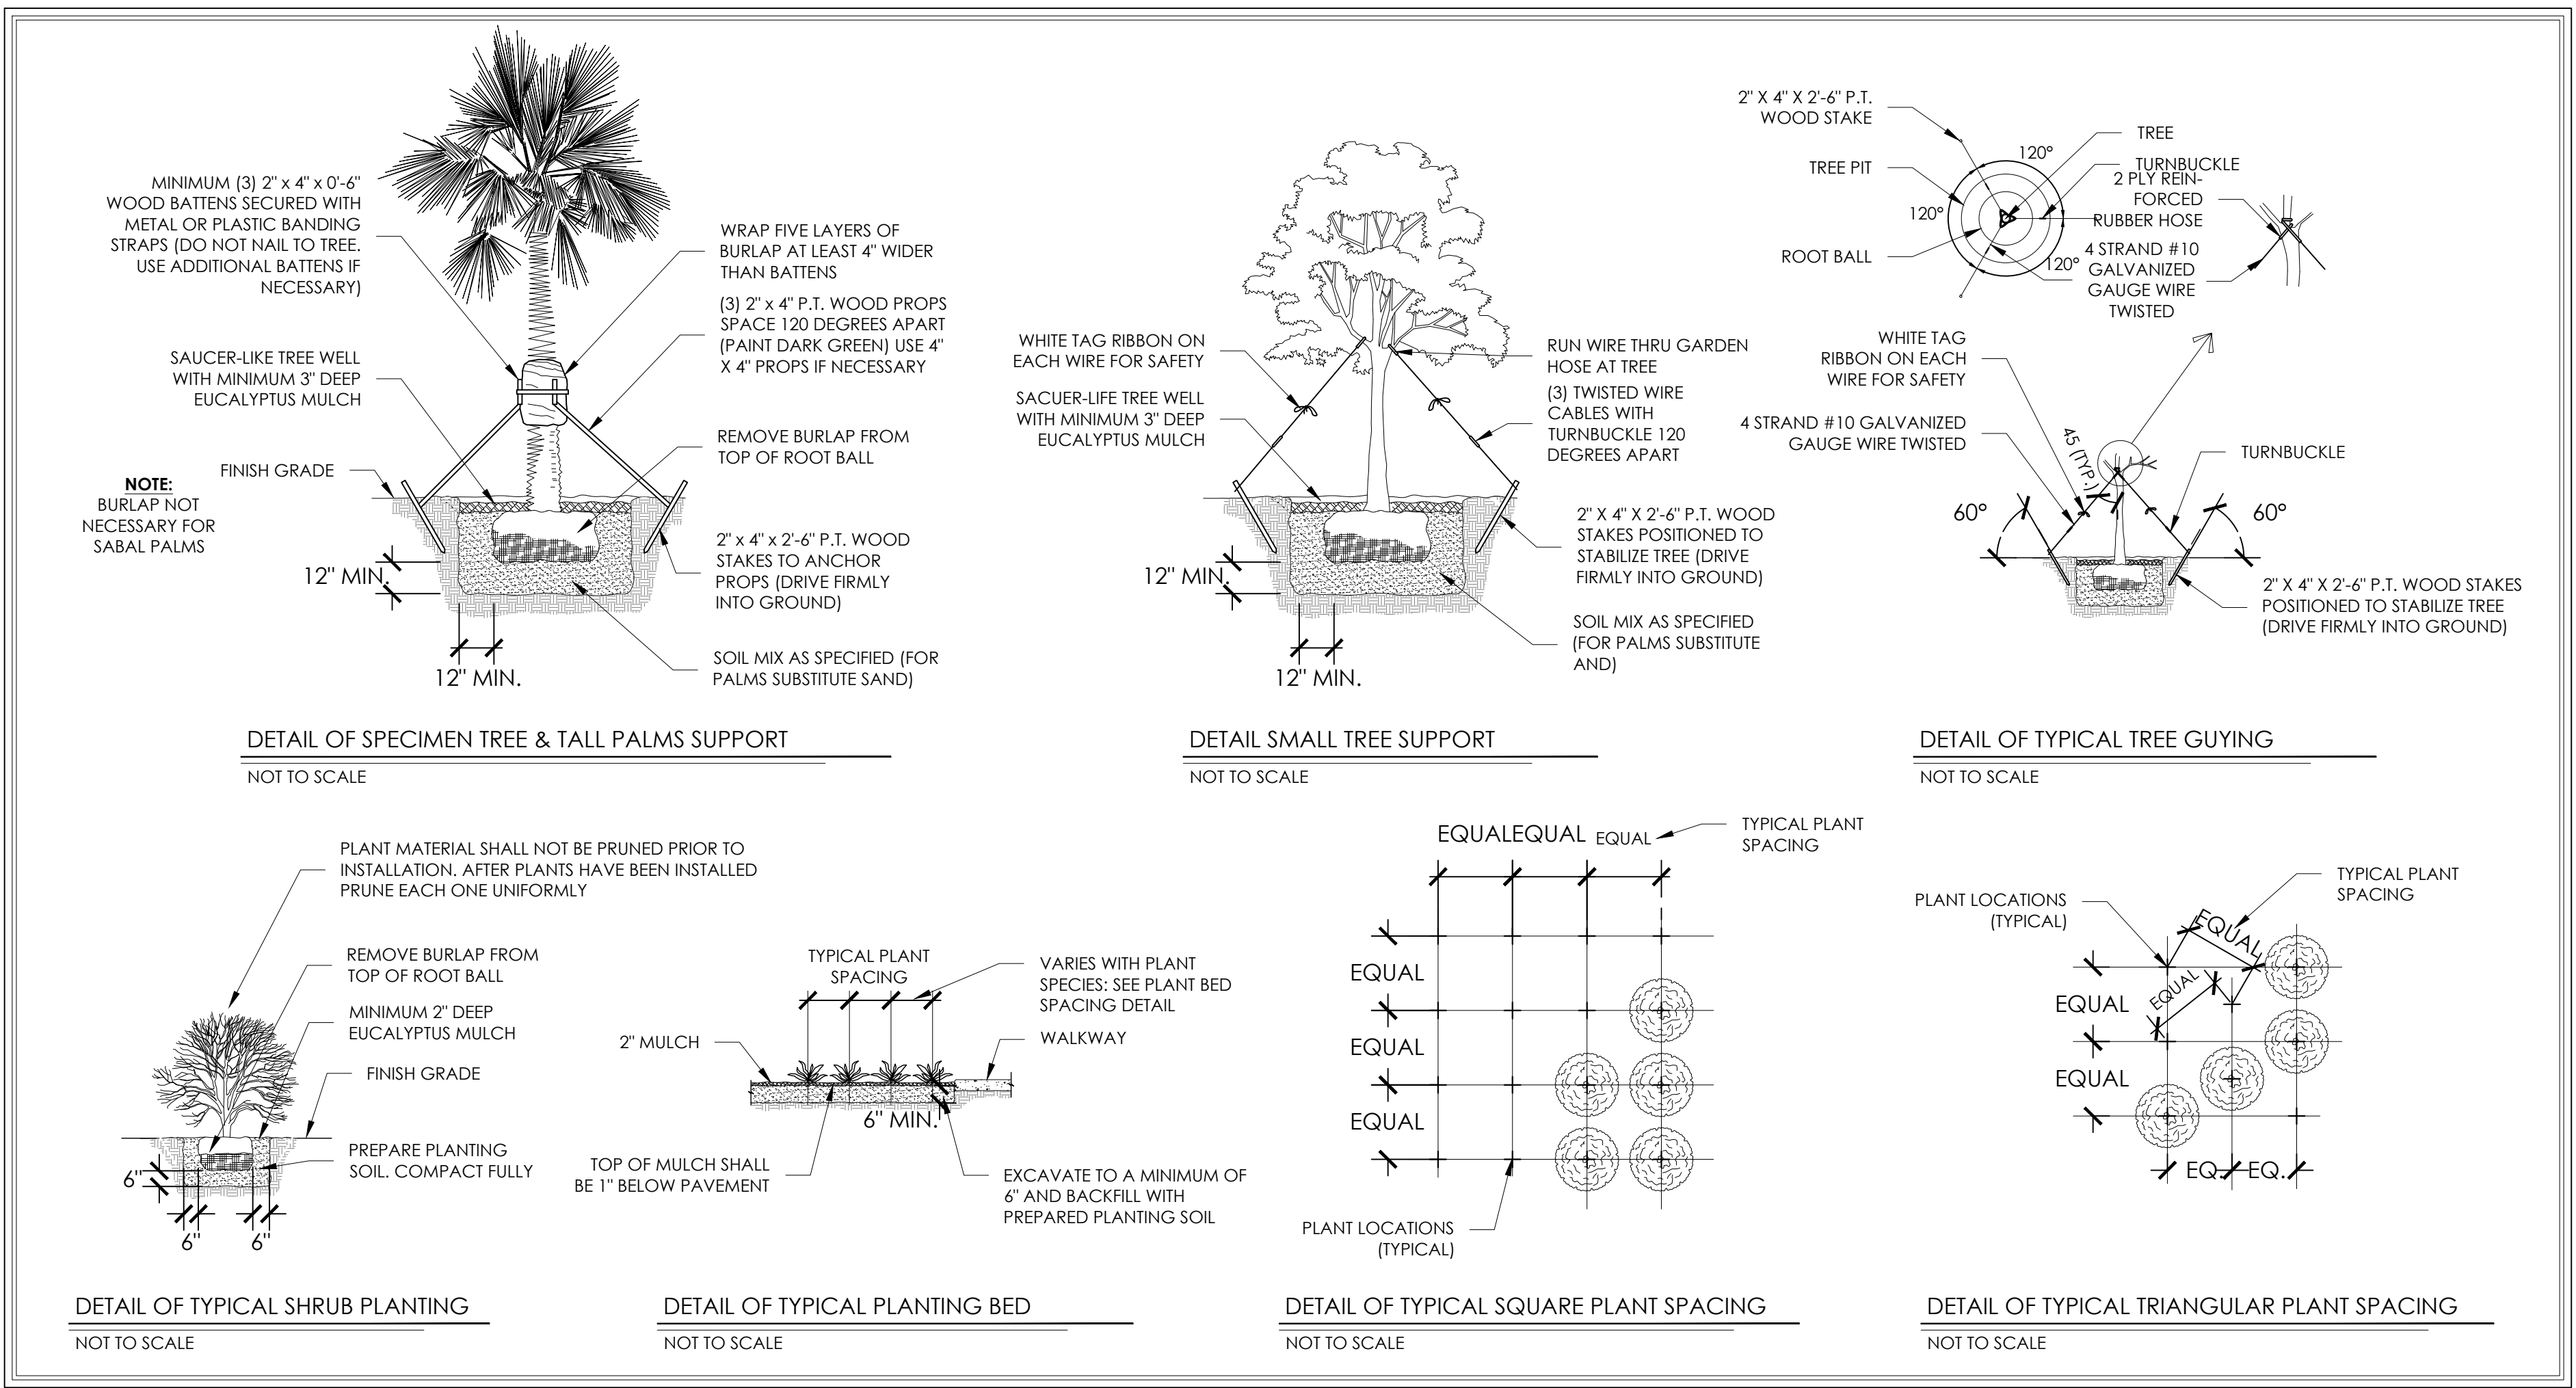 MINIMUM (3) 2" x 4" x 0'-6"
WOOD BATTENS SECURED WITH
METAL OR PLASTIC BANDING
STRAPS (DO NOT NAIL TO TREE.
USE ADDITIONAL BATTENS IF
NECESSARY)
SAUCER-LIKE TREE WELL
WITH MINIMUM 3" DEEP
EUCALYPTUS MULCH
FINISH GRADE
NOTE:
BURLAP NOT
NECESSARY FOR
SABAL PALMS
12" MIN.
12" MIN.
WRAP FIVE LAYERS OF
BURLAP AT LEAST 4" WIDER
THAN BATTENS
(3) 2" x 4" P.T. WOOD PROPS
SPACE 120 DEGREES APART
(PAINT DARK GREEN) USE 4"
X 4" PROPS IF NECESSARY
REMOVE BURLAP FROM
TOP OF ROOT BALL
2" x 4" x 2'-6" P.T. WOOD
STAKES TO ANCHOR
PROPS (DRIVE FIRMLY
INTO GROUND)
SOIL MIX AS SPECIFIED (FOR
PALMS SUBSTITUTE SAND)
DETAIL OF SPECIMEN TREE & TALL PALMS SUPPORT
NOT TO SCALE
WHITE TAG RIBBON ON
EACH WIRE FOR SAFETY
SACUER-LIFE TREE WELL
WITH MINIMUM 3" DEEP
EUCALYPTUS MULCH
12" MIN.
12" MIN.
RUN WIRE THRU GARDEN
HOSE AT TREE
(3) TWISTED WIRE
CABLES WITH
TURNBUCKLE 120
DEGREES APART
2" X 4" X 2'-6" P.T. WOOD
STAKES POSITIONED TO
STABILIZE TREE (DRIVE
FIRMLY INTO GROUND)
SOIL MIX AS SPECIFIED
(FOR PALMS SUBSTITUTE
AND)
DETAIL SMALL TREE SUPPORT
NOT TO SCALE
2" X 4" X 2'-6" P.T.
WOOD STAKE
TREE PIT
120°
ROOT BALL
120°
120°
TREE
TURNBUCKLE
2 PLY REIN-
FORCED
RUBBER HOSE
4 STRAND #10
GALVANIZED
GAUGE WIRE
TWISTED
WHITE TAG
RIBBON ON EACH
WIRE FOR SAFETY
4 STRAND #10 GALVANIZED
GAUGE WIRE TWISTED
45 (TYP.)
TURNBUCKLE
60°
60°
2" X 4" X 2'-6" P.T. WOOD STAKES
POSITIONED TO STABILIZE TREE
(DRIVE FIRMLY INTO GROUND)
DETAIL OF TYPICAL TREE GUYING
NOT TO SCALE
PLANT MATERIAL SHALL NOT BE PRUNED PRIOR TO
INSTALLATION. AFTER PLANTS HAVE BEEN INSTALLED
PRUNE EACH ONE UNIFORMLY
REMOVE BURLAP FROM
TOP OF ROOT BALL
MINIMUM 2" DEEP
EUCALYPTUS MULCH
FINISH GRADE
PREPARE PLANTING
SOIL. COMPACT FULLY
6"
6"
6"
DETAIL OF TYPICAL SHRUB PLANTING
NOT TO SCALE
TYPICAL PLANT
SPACING
VARIES WITH PLANT
SPECIES: SEE PLANT BED
SPACING DETAIL
2" MULCH
WALKWAY
6" MIN.
TOP OF MULCH SHALL
BE 1" BELOW PAVEMENT
EXCAVATE TO A MINIMUM OF
6" AND BACKFILL WITH
PREPARED PLANTING SOIL
DETAIL OF TYPICAL PLANTING BED
NOT TO SCALE
EQUAL
EQUAL
EQUAL
TYPICAL PLANT
SPACING
EQUAL
EQUAL
EQUAL
PLANT LOCATIONS
(TYPICAL)
DETAIL OF TYPICAL SQUARE PLANT SPACING
NOT TO SCALE
TYPICAL PLANT
SPACING
PLANT LOCATIONS
(TYPICAL)
EQUAL
EQUAL
EQUAL
EQUAL
EQ.
EQ.
DETAIL OF TYPICAL TRIANGULAR PLANT SPACING
NOT TO SCALE